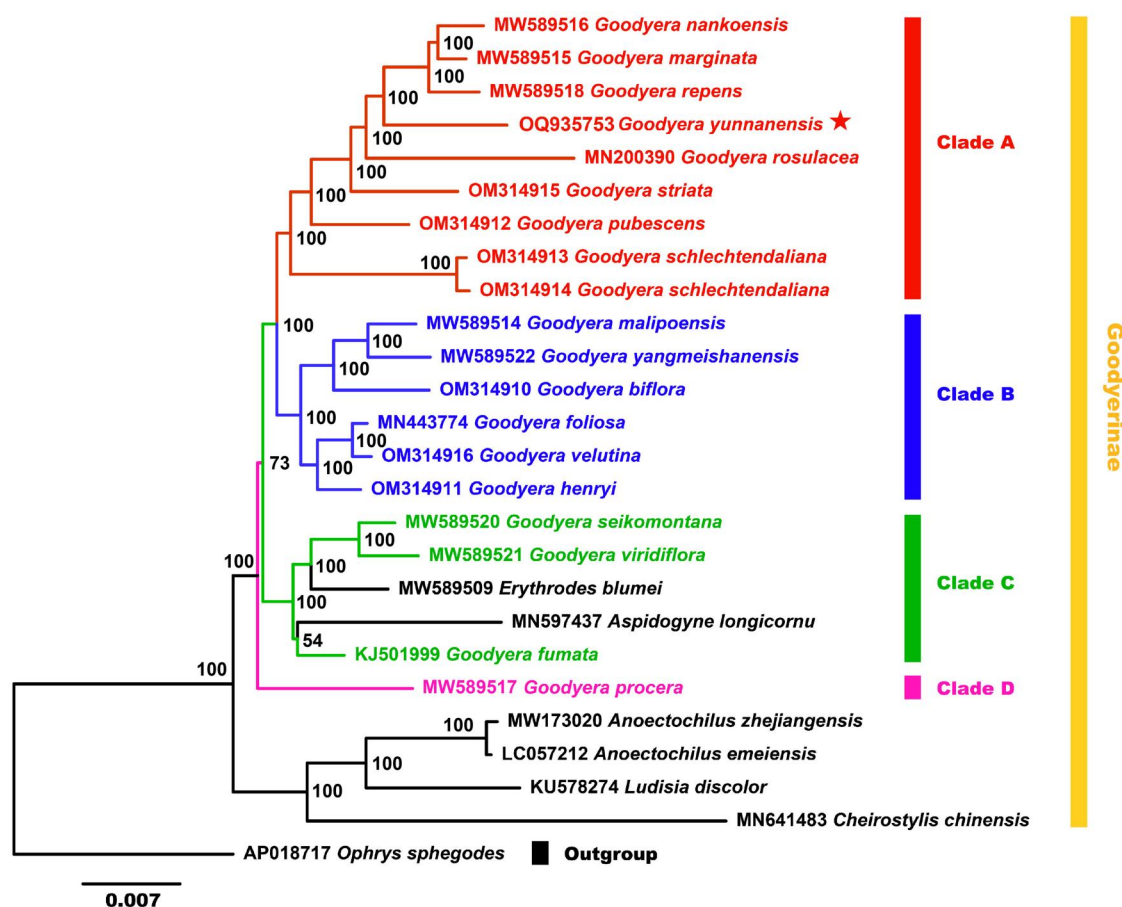 MW589516 Goodyera nankoensis
100
MW589515 Goodyera marginata
100
MW589518 Goodyera repens
100
OQ935753 Goodyera yunnanensis
100
MN200390 Goodyera rosulacea
100
OM314915 Goodyera striata
100
OM314912 Goodyera pubescens
100
100
OM314913 Goodyera schlechtendaliana
OM314914 Goodyera schlechtendaliana
Clade A
100
MW589514 Goodyera malipoensis
100
MW589522 Goodyera yangmeishanensis
100
OM314910 Goodyera biflora
100
MN443774 Goodyera foliosa
100
OM314916 Goodyera velutina
100
OM314911 Goodyera henryi
Clade B
73
MW589520 Goodyera seikomontana
100
MW589521 Goodyera viridiflora
100
MW589509 Erythrodes blumei
100
MN597437 Aspidogyne longicornu
54
KJ501999 Goodyera fumata
Clade C
100
MW589517 Goodyera procera
Clade D
100
MW173020 Anoectochilus zhejiangensis
100
LC057212 Anoectochilus emeiensis
100
KU578274 Ludisia discolor
100
MN641483 Cheirostylis chinensis
Goodyerinae
AP018717 Ophrys sphegodes
Outgroup
0.007